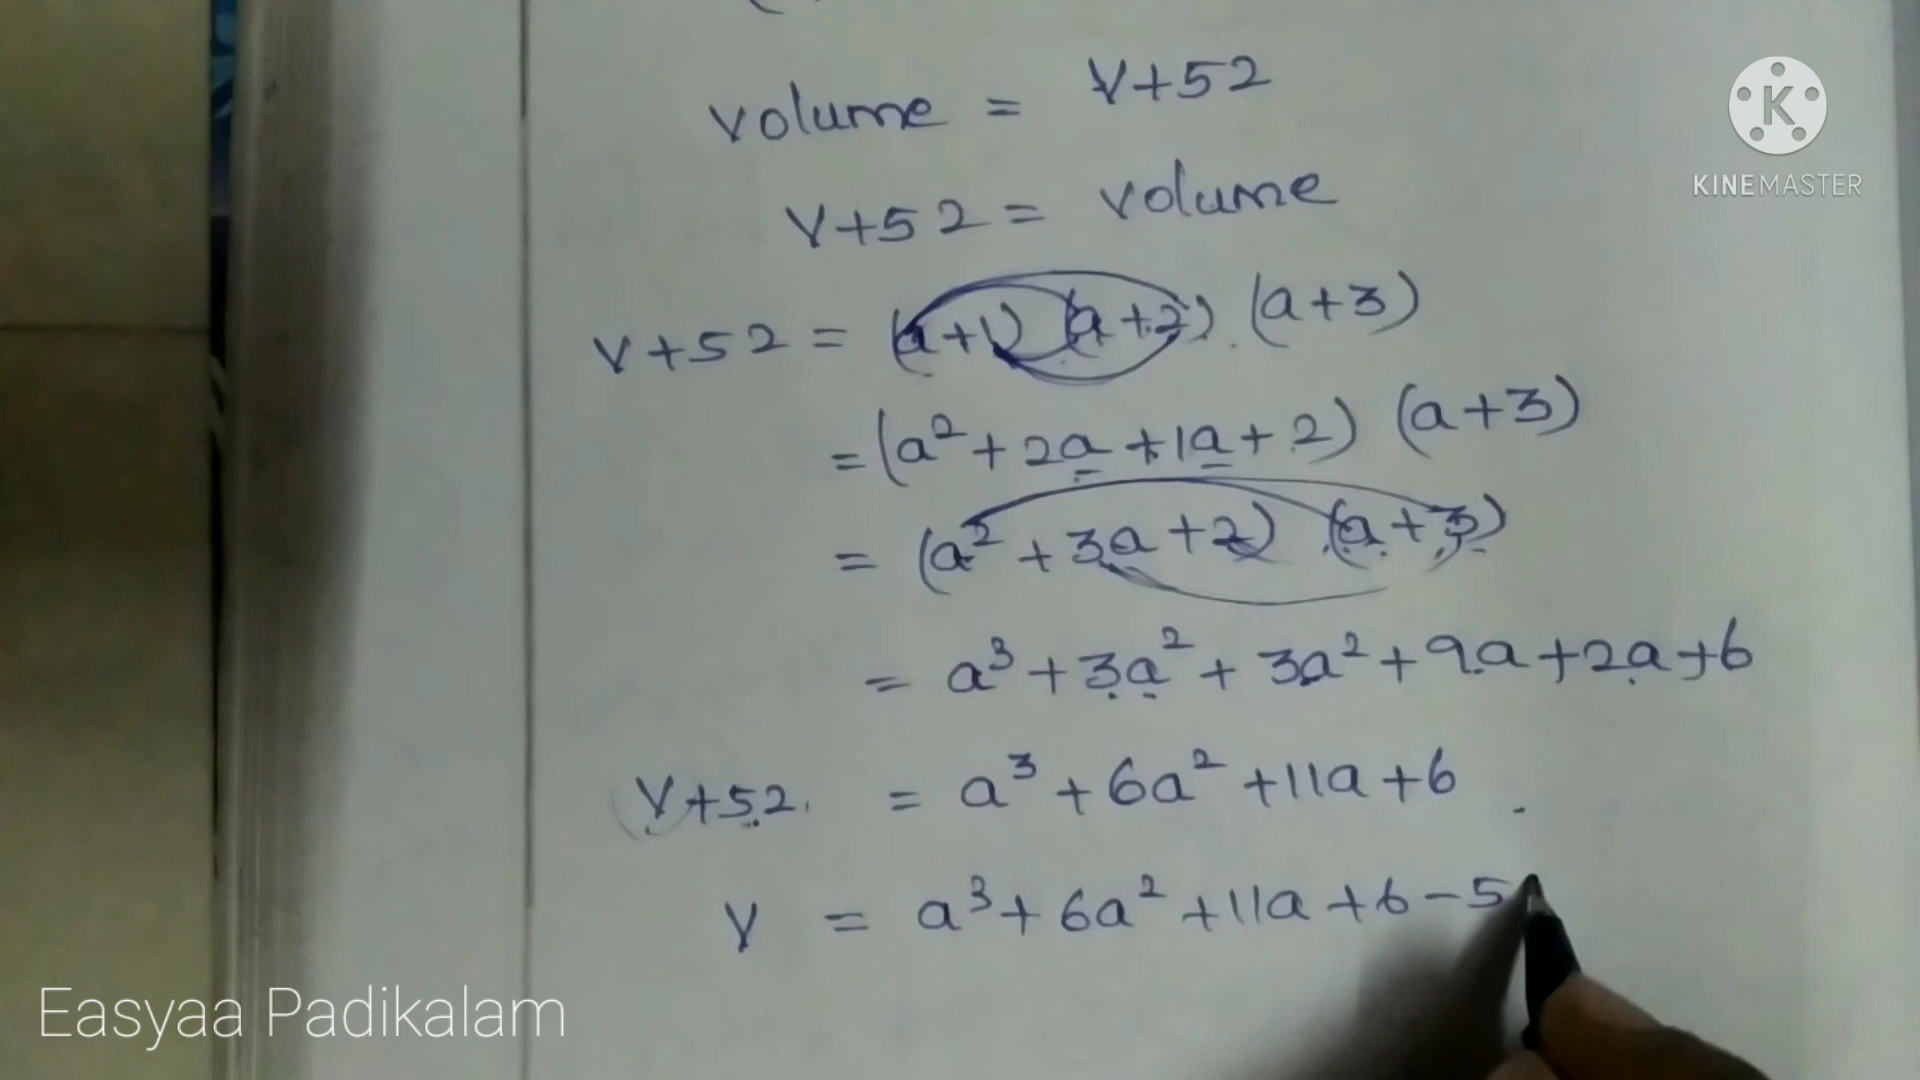 volume = V+52
V+52 = volume
V+52 = (a+1) (a+2) (a+3)
= (a² + 2a + 1a + 2) (a+3)
= (a² + 3a + 2) (a+3)
= a³ + 3a² + 3a² + 9a + 2a + 6
V+52 = a³ + 6a² + 11a + 6
V = a³ + 6a² + 11a + 6 - 5
K
KINEMASTER
Easyaa Padikalam